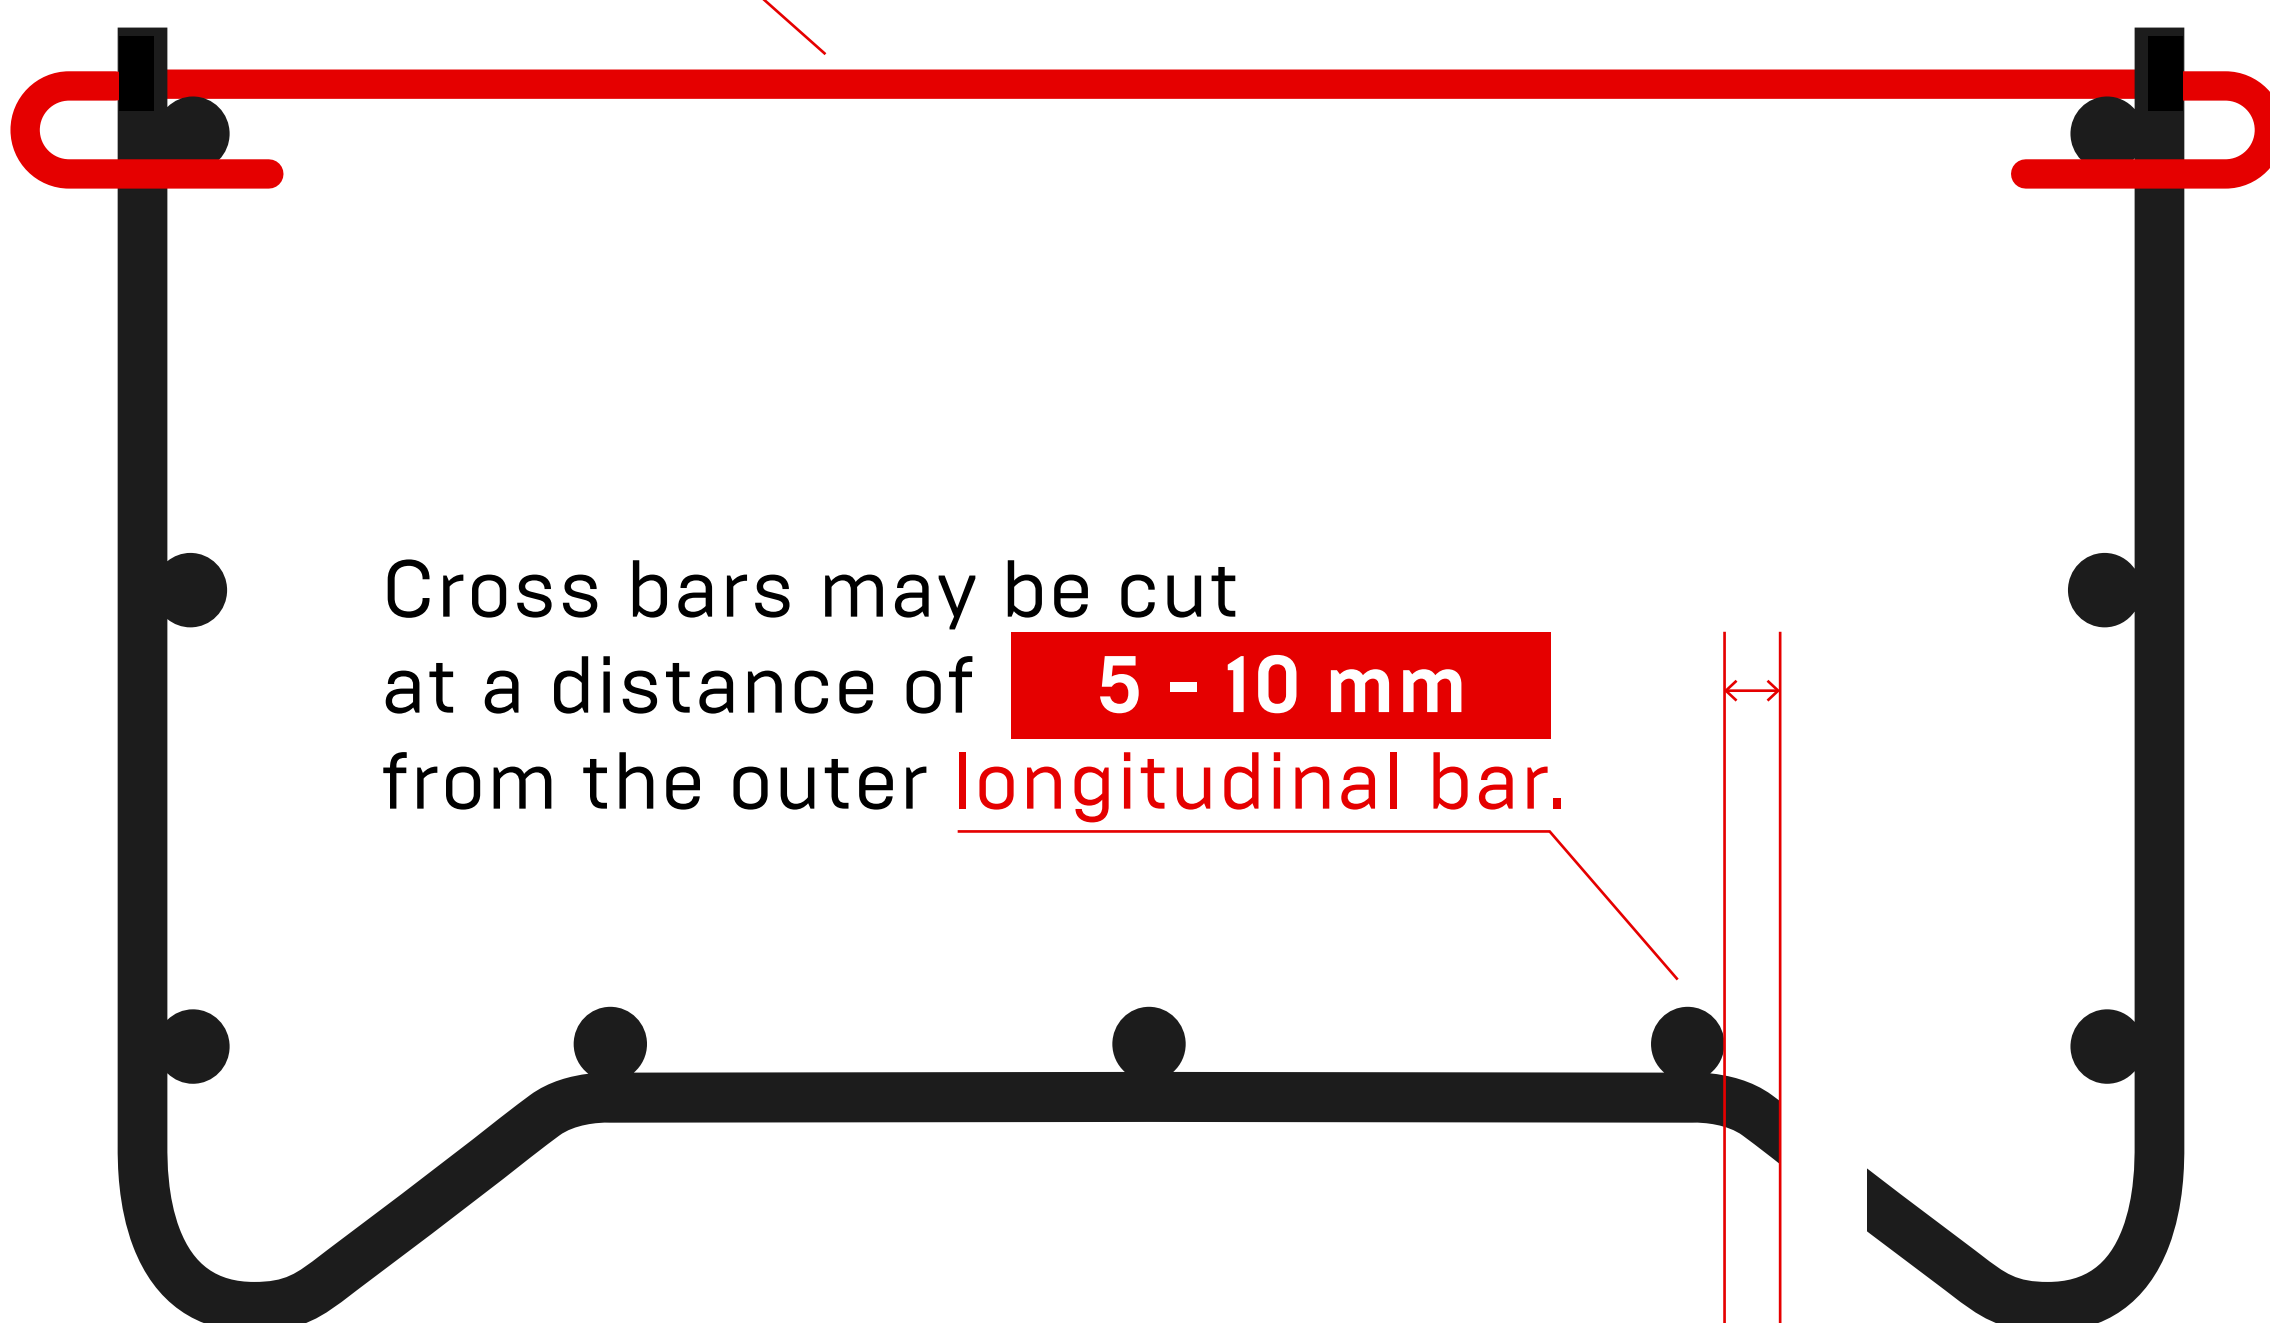 Cross bars may be cut
at a distance of 5 - 10 mm
from the outer longitudinal bar.